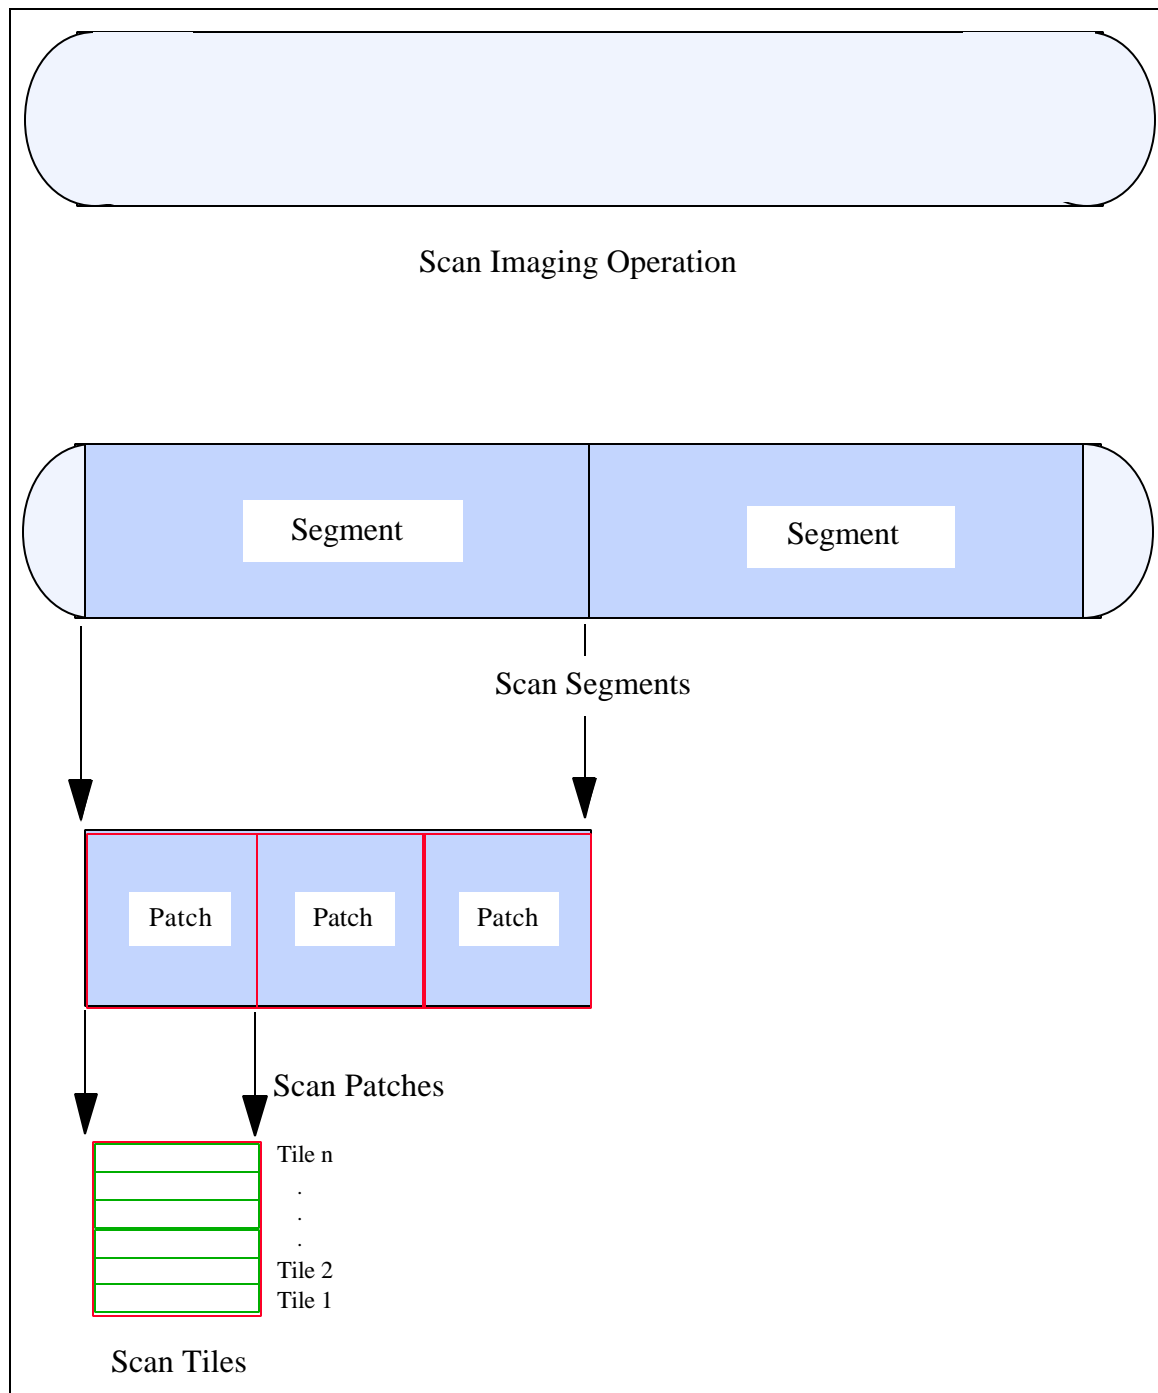 Scan Imaging Operation
Segment
Segment
Scan Segments
Patch
Patch
Patch
Scan Patches
Tile n
.
.
.
Tile 2
Tile 1
Scan Tiles